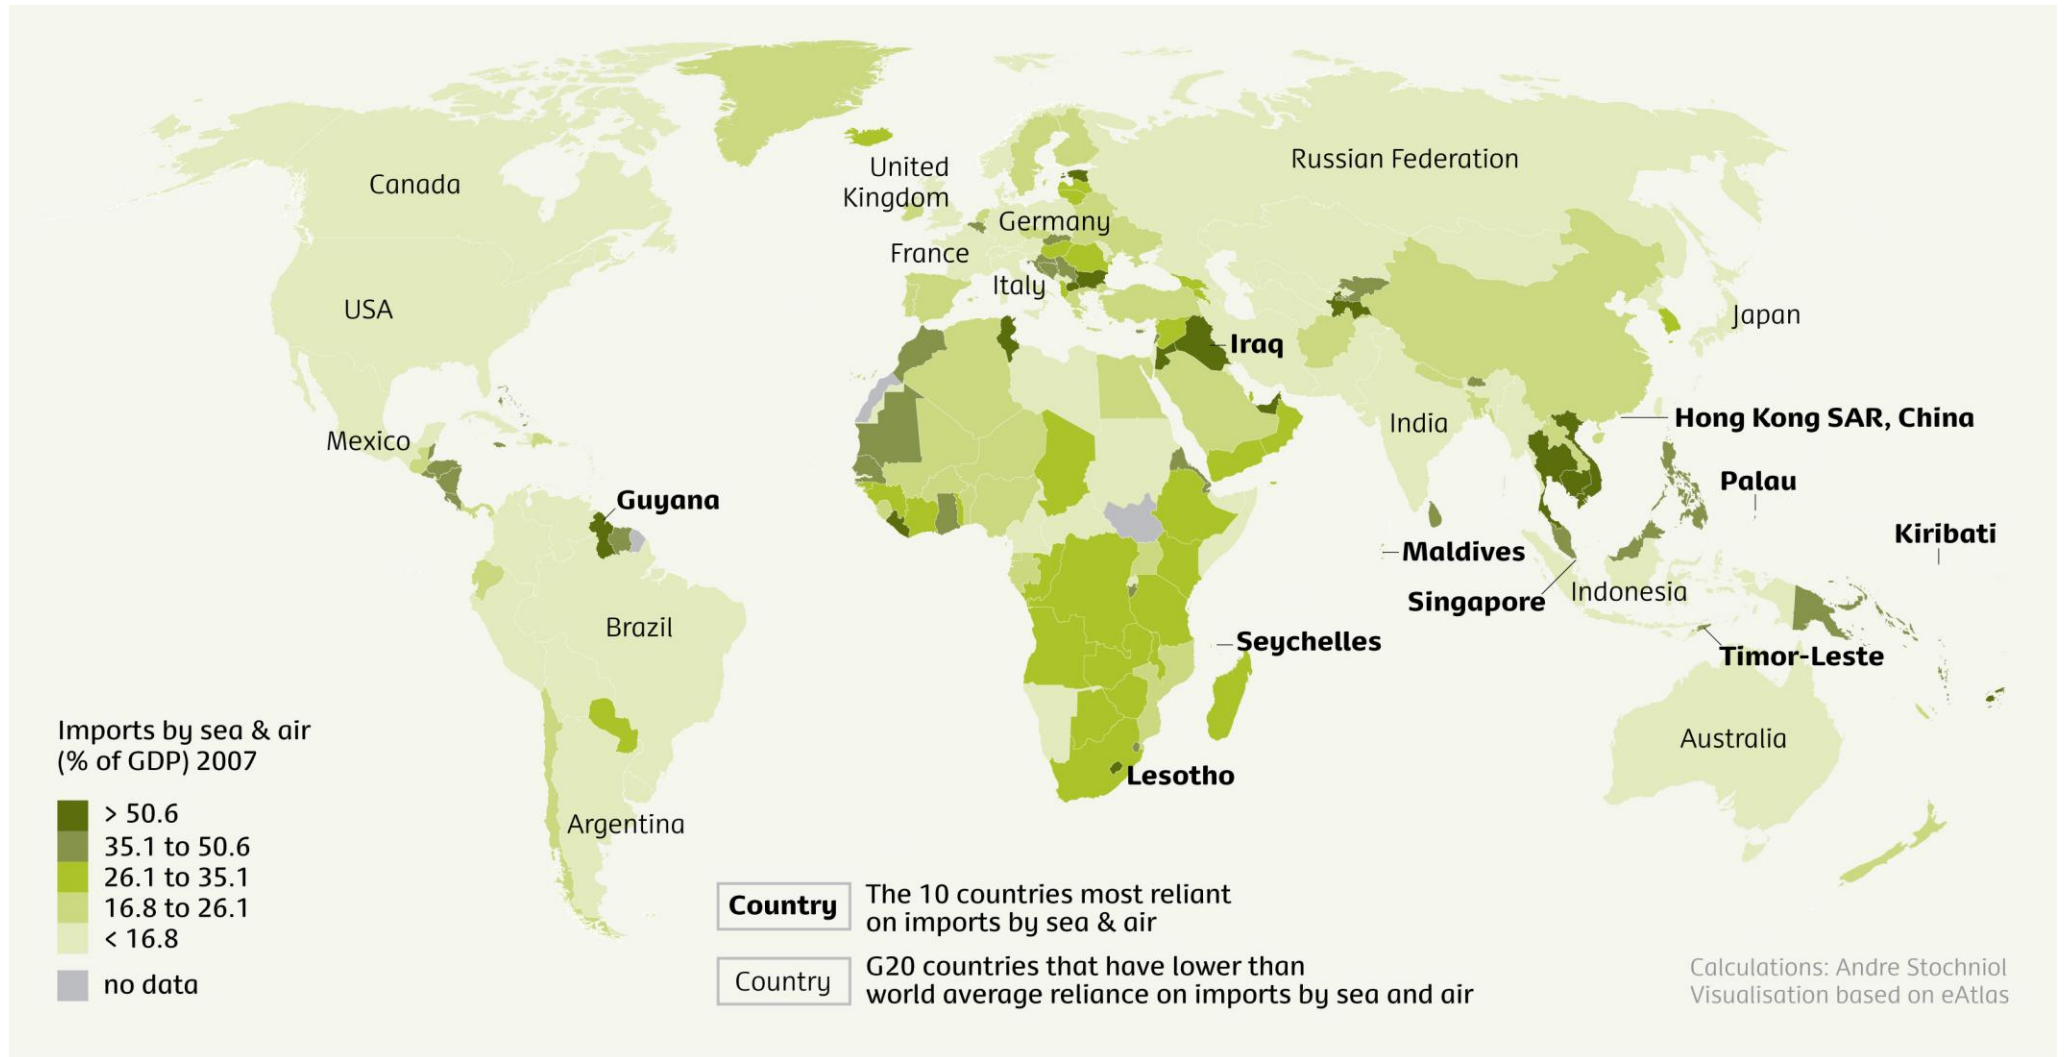 Canada
USA
Mexico
Guyana
Brazil
Argentina
United
Kingdom
France
Germany
Italy
Russian Federation
Japan
Iraq
India
Hong Kong SAR, China
Palau
Kiribati
Maldives
Singapore
Indonesia
Seychelles
Timor-Leste
Lesotho
Australia
Imports by sea & air
(% of GDP) 2007
> 50.6
35.1 to 50.6
26.1 to 35.1
16.8 to 26.1
< 16.8
no data
Country
The 10 countries most reliant
on imports by sea & air
Country
G20 countries that have lower than
world average reliance on imports by sea and air
Calculations: Andre Stochniol
Visualisation based on eAtlas